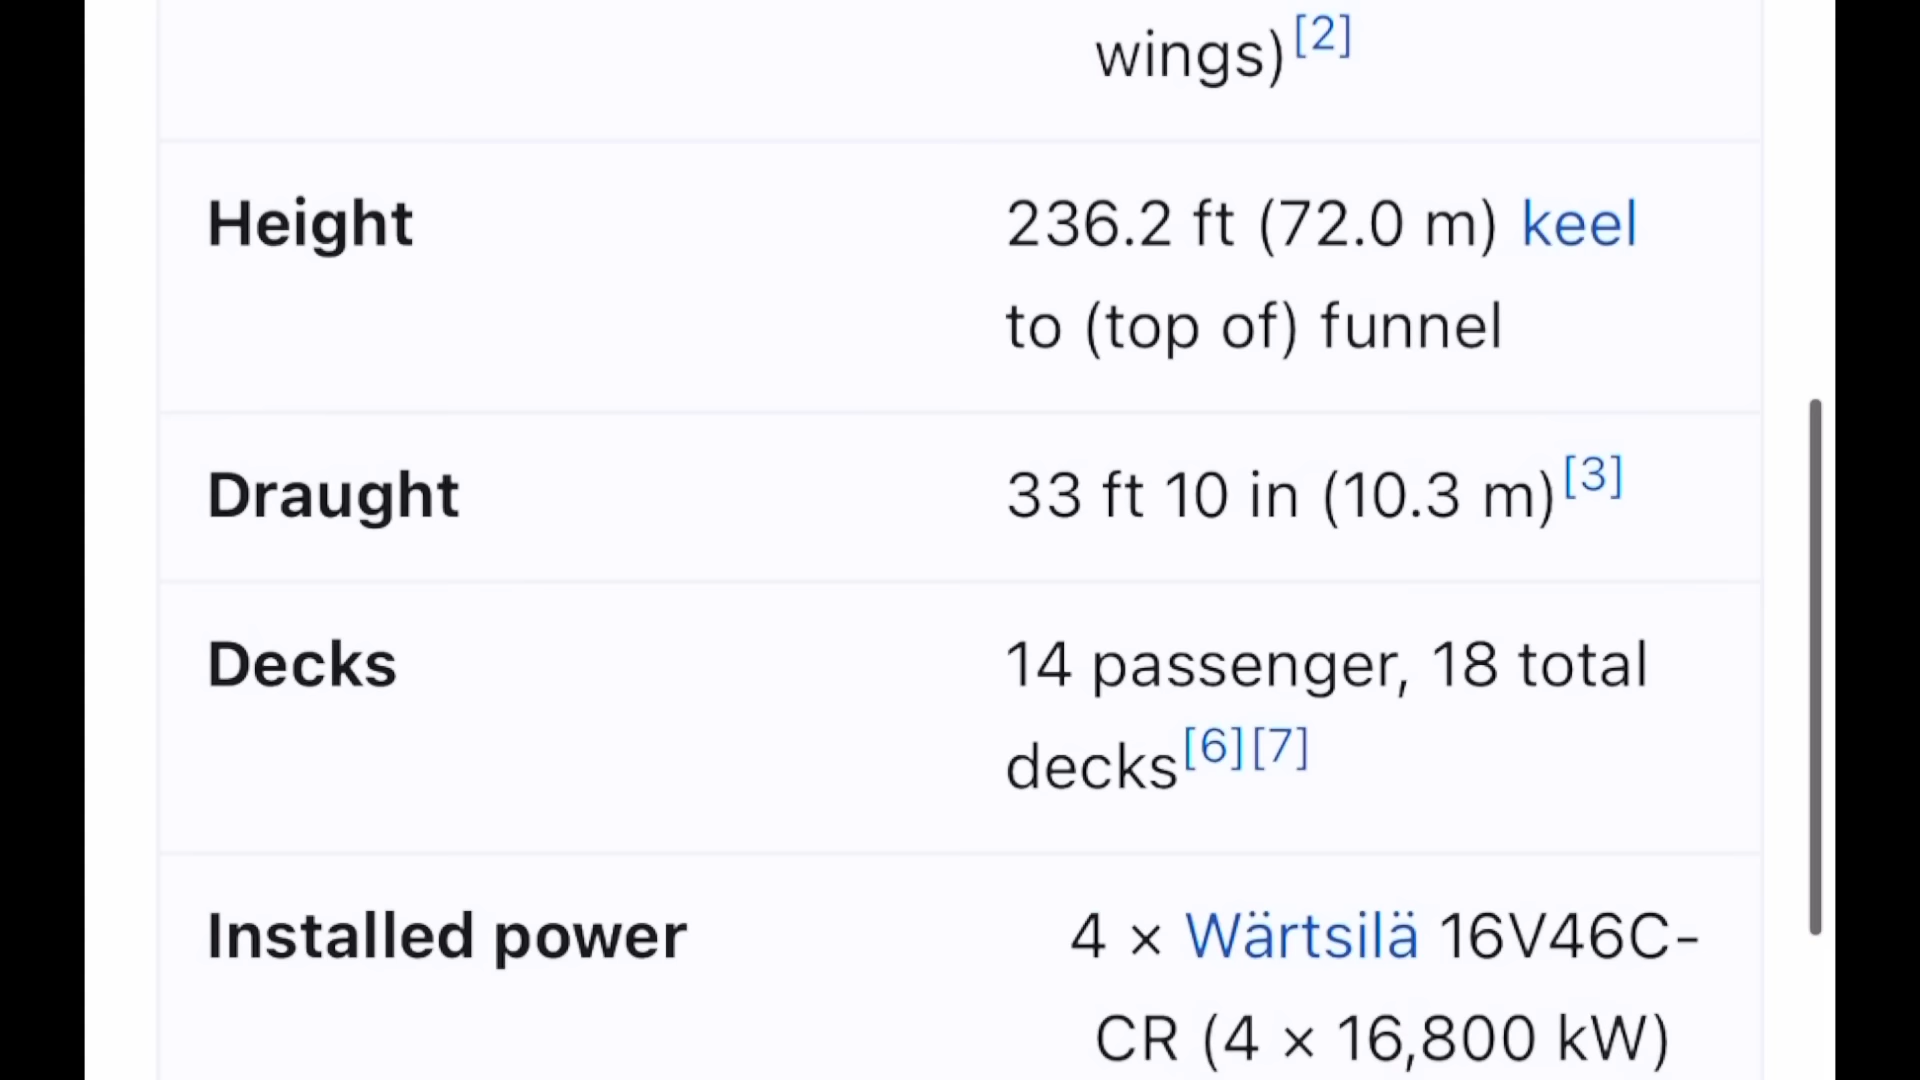 wings)[2]
Height
236.2 ft (72.0 m) keel
to (top of) funnel
Draught
33 ft 10 in (10.3 m)[3]
Decks
14 passenger, 18 total
decks[6][7]
Installed power
4 × Wärtsilä 16V46C-
CR (4 × 16,800 kW)